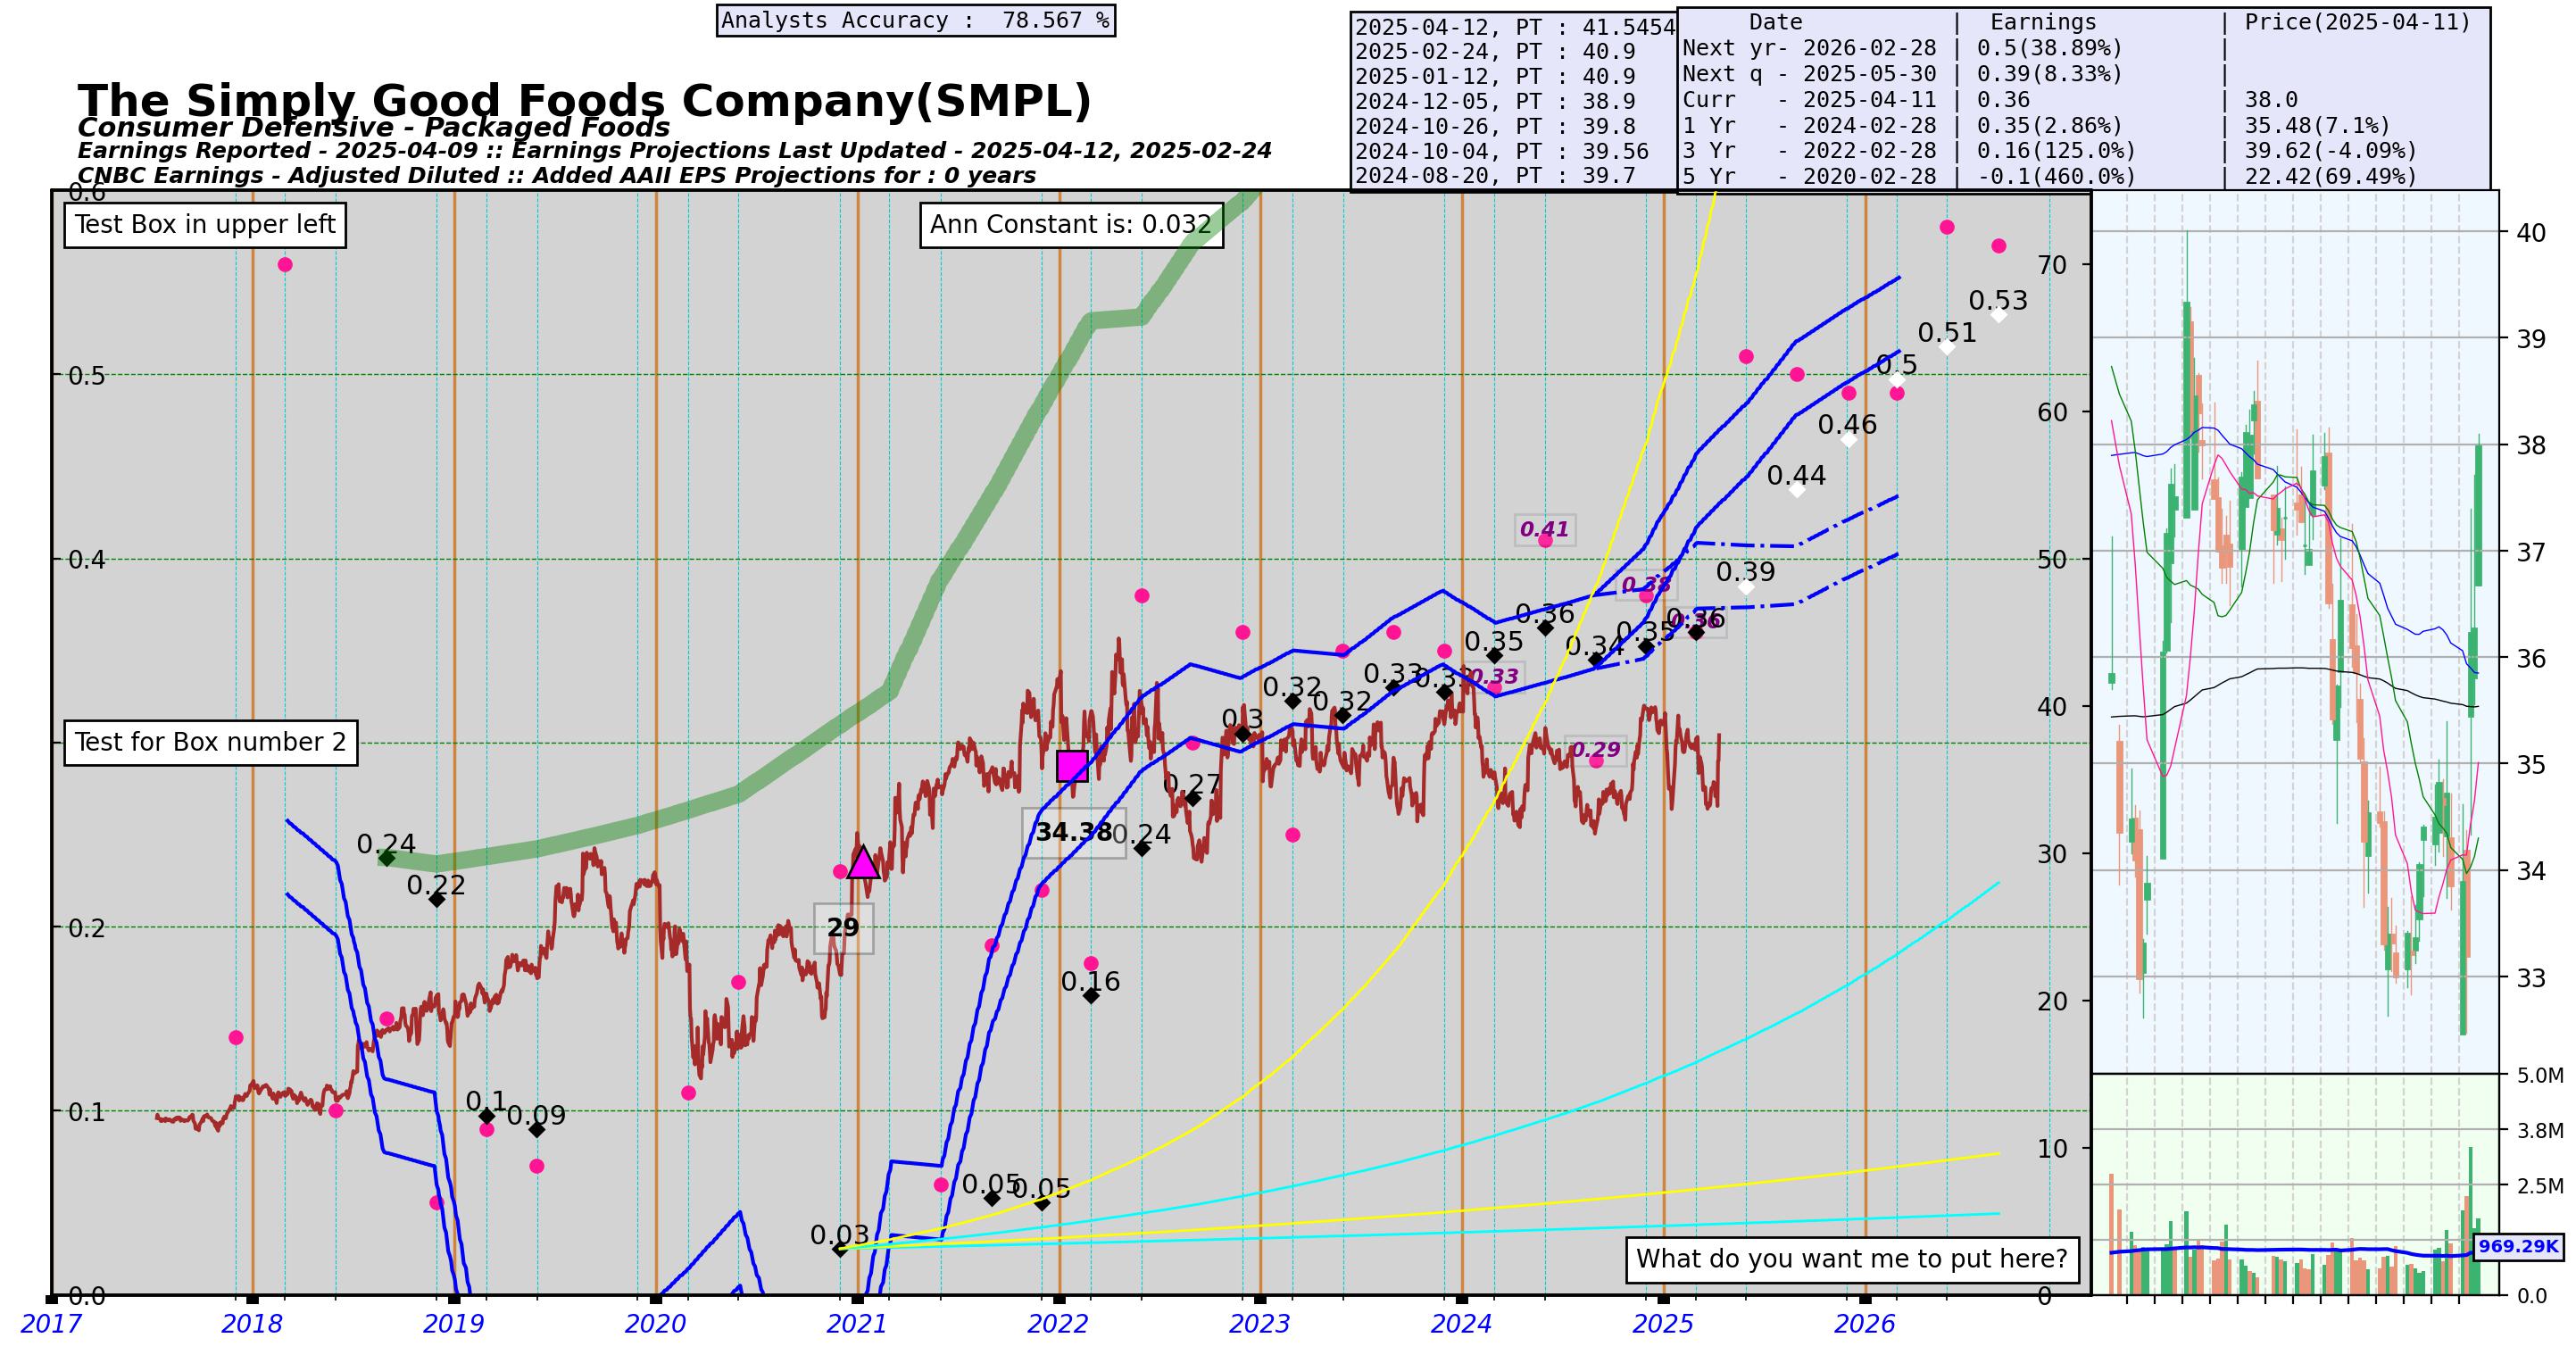 Analysts Accuracy :  78.567 %
2025-04-12, PT : 41.5454
2025-02-24, PT : 40.9
2025-01-12, PT : 40.9
2024-12-05, PT : 38.9
2024-10-26, PT : 39.8
2024-10-04, PT : 39.56
2024-08-20, PT : 39.7
Date | Earnings | Price(2025-04-11)
Next yr- 2026-02-28 | 0.5(38.89%) |
Next q - 2025-05-30 | 0.39(8.33%) |
Curr - 2025-04-11 | 0.36 | 38.0
1 Yr - 2024-02-28 | 0.35(2.86%) | 35.48(7.1%)
3 Yr - 2022-02-28 | 0.16(125.0%) | 39.62(-4.09%)
5 Yr - 2020-02-28 | -0.1(460.0%) | 22.42(69.49%)
The Simply Good Foods Company(SMPL)
Consumer Defensive - Packaged Foods
Earnings Reported - 2025-04-09 :: Earnings Projections Last Updated - 2025-04-12, 2025-02-24
CNBC Earnings - Adjusted Diluted :: Added AAII EPS Projections for : 0 years
0.6
Test Box in upper left
Ann Constant is: 0.032
0.5
0.4
Test for Box number 2
0.2
0.1
0.0
0.24
0.22
0.1
0.09
0.03
29
0.05
0.05
34.38
0.16
0.24
0.27
0.3
0.32
0.32
0.33
0.33
0.33
0.35
0.41
0.36
0.29
0.34
0.38
0.35
0.36
0.36
0.39
0.44
0.46
0.5
0.51
0.53
70
60
50
40
30
20
10
0
What do you want me to put here?
40
39
38
37
36
35
34
33
5.0M
3.8M
2.5M
969.29K
0.0
2017
2018
2019
2020
2021
2022
2023
2024
2025
2026